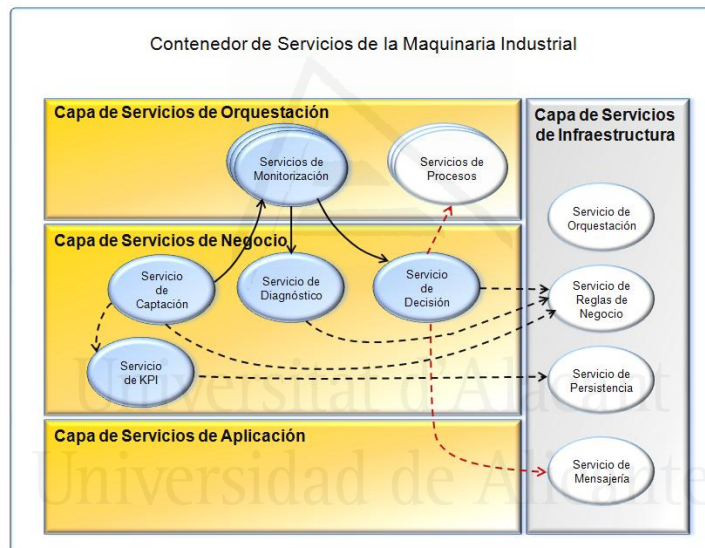 Contenedor de Servicios de la Maquinaria Industrial
Capa de Servicios de Orquestación
Servicios de
Monitorización
Servicios de
Procesos
Capa de Servicios
de Infraestructura
Servicio de
Orquestación
Capa de Servicios de Negocio
Servicio
de
Captación
Servicio de
Diagnóstico
Servicio
de
Decisión
Servicio de
Reglas de
Negocio
Servicio
de KPI
Servicio de
Persistencia
Capa de Servicios de Aplicación
Servicio de
Mensajería
Universitat d'Alacant
Universidad de Alicante